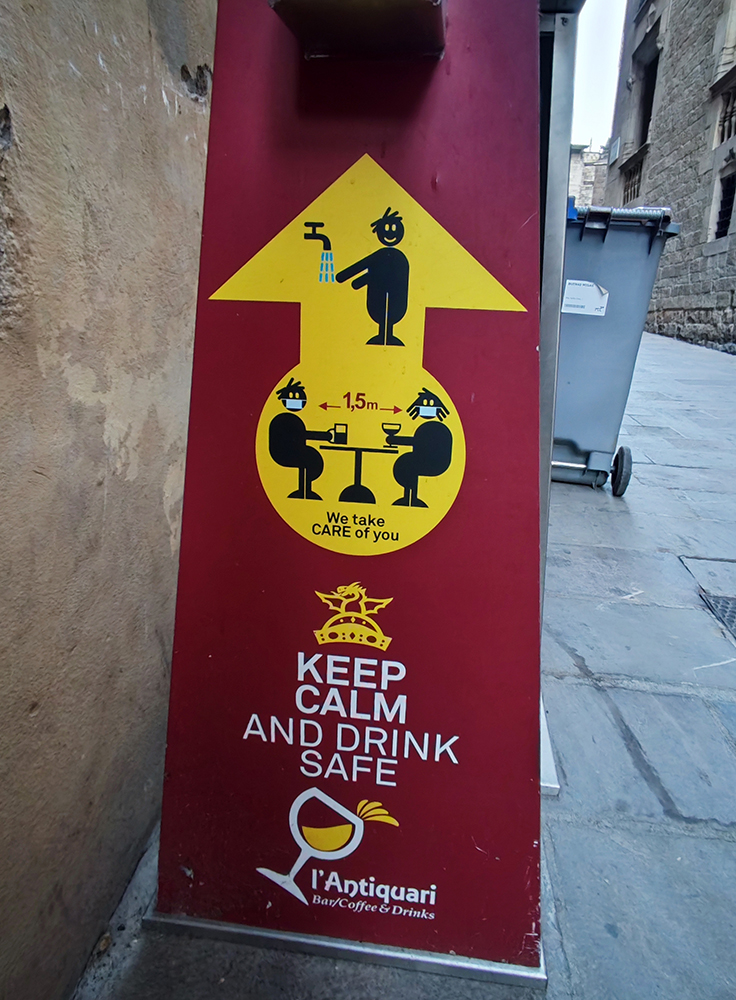 1,5m
We take
CARE of you
KEEP
CALM
AND DRINK
SAFE
l'Antiquari
Bar/Coffee & Drinks